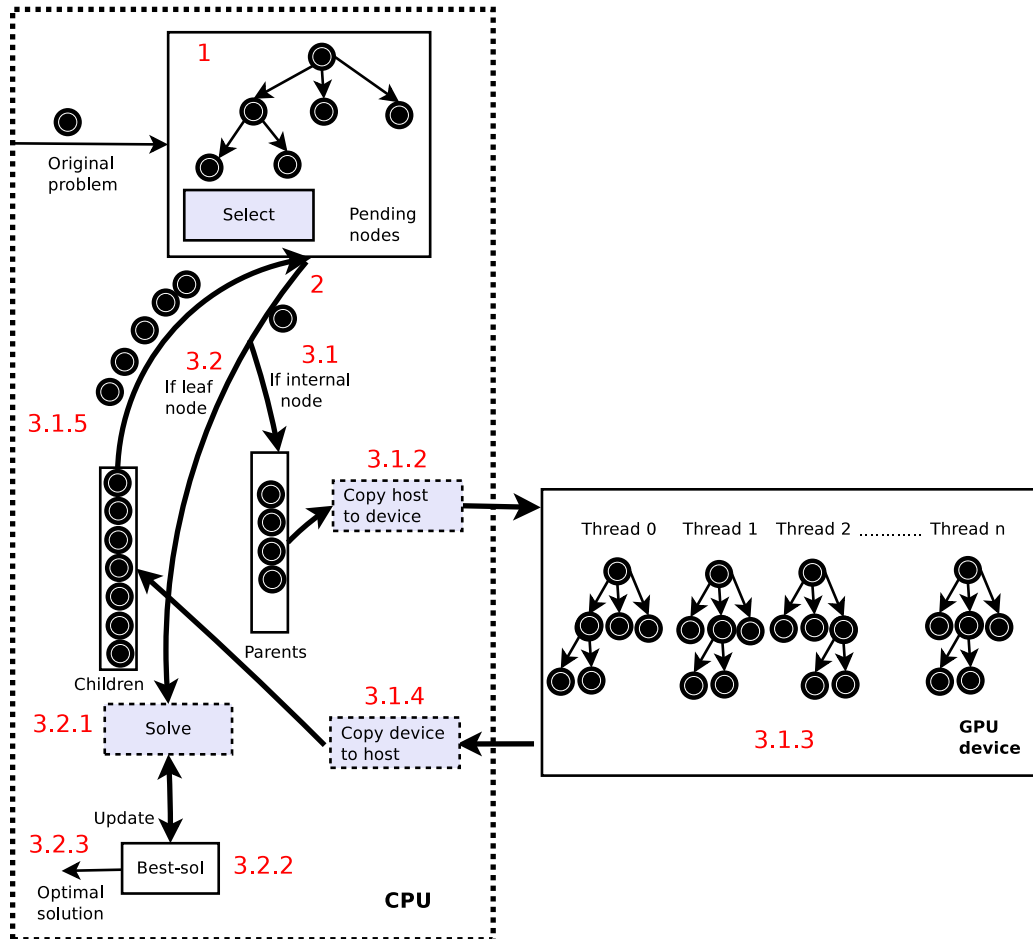 1
Original
problem
Select
Pending
nodes
2
3.2
If leaf
node
3.1
If internal
node
3.1.5
3.1.2
Copy host
to device
Thread 0
Thread 1
Thread 2
............
Thread n
Parents
Children
3.2.1
Solve
3.1.4
Copy device
to host
3.1.3
GPU
device
Update
3.2.3
Best-sol
3.2.2
Optimal
solution
CPU